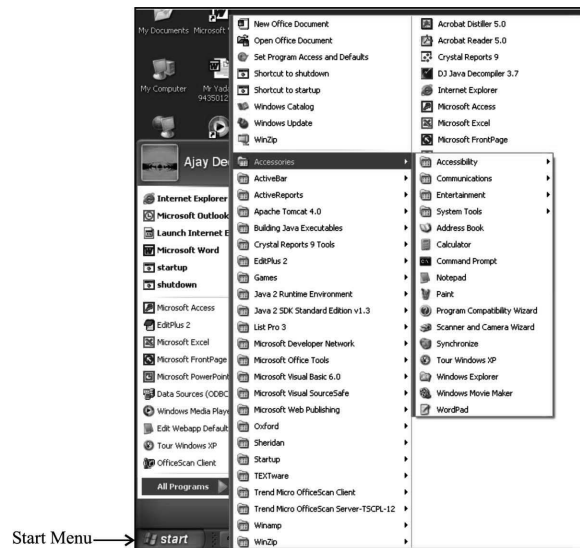 My Documents Microsoft
My Computer Mr Yada
943501
Ajay De
Internet Explorer
Microsoft Outlook
Launch Internet E
Microsoft Word
startup
shutdown
Microsoft Access
EditPlus 2
Microsoft Excel
Microsoft FrontPage
Microsoft PowerPoint
Data Sources (ODBC
Windows Media Playe
Edit Webapp Default
Tour Windows XP
OfficeScan Client
All Programs
start
Start Menu
New Office Document
Open Office Document
Set Program Access and Defaults
Shortcut to shutdown
Shortcut to startup
Windows Catalog
Windows Update
WinZip
Accessories
ActiveBar
ActiveReports
Apache Tomcat 4.0
Building Java Executables
Crystal Reports 9 Tools
EditPlus 2
Games
Java 2 Runtime Environment
Java 2 SDK Standard Edition v1.3
List Pro 3
Microsoft Developer Network
Microsoft Office Tools
Microsoft Visual Basic 6.0
Microsoft Visual SourceSafe
Microsoft Web Publishing
Oxford
Sheridan
Startup
TEXTware
Trend Micro OfficeScan Client
Trend Micro OfficeScan Server-TSCPL-12
Winamp
WinZip
Acrobat Distiller 5.0
Acrobat Reader 5.0
Crystal Reports 9
DJ Java Decompiler 3.7
Internet Explorer
Microsoft Access
Microsoft Excel
Microsoft FrontPage
Accessibility
Communications
Entertainment
System Tools
Address Book
Calculator
Command Prompt
Notepad
Paint
Program Compatibility Wizard
Scanner and Camera Wizard
Synchronize
Tour Windows XP
Windows Explorer
Windows Movie Maker
WordPad